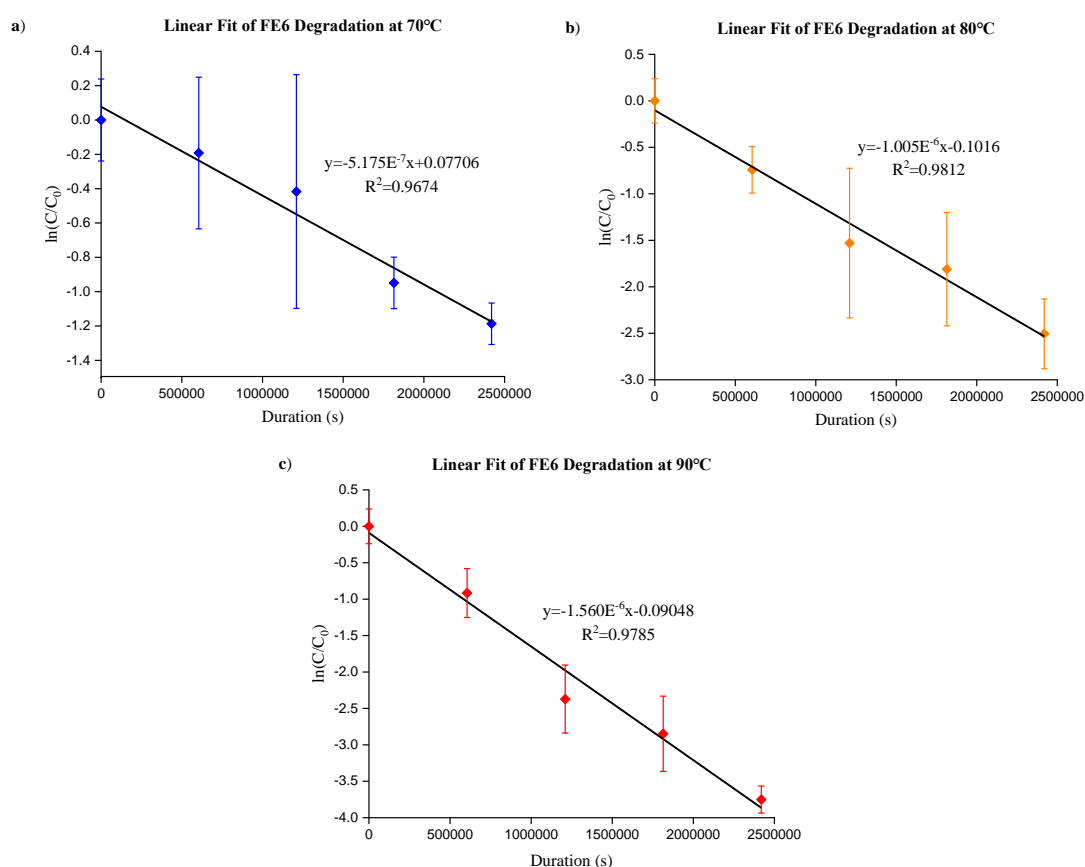 a)
Linear Fit of FE6 Degradation at 70°C
0.4
0.2
0.0
-0.2
-0.4
-0.6
-0.8
-1.0
-1.2
-1.4
ln(C/C₀)
y=-5.175E⁻⁷x+0.07706
R²=0.9674
0
500000
1000000
1500000
2000000
2500000
Duration (s)
b)
Linear Fit of FE6 Degradation at 80°C
0.5
0.0
-0.5
-1.0
-1.5
-2.0
-2.5
-3.0
ln(C/C₀)
y=-1.005E⁻⁶x-0.1016
R²=0.9812
0
500000
1000000
1500000
2000000
2500000
Duration (s)
c)
Linear Fit of FE6 Degradation at 90°C
0.5
0.0
-0.5
-1.0
-1.5
-2.0
-2.5
-3.0
-3.5
-4.0
ln(C/C₀)
y=-1.560E⁻⁶x-0.09048
R²=0.9785
0
500000
1000000
1500000
2000000
2500000
Duration (s)